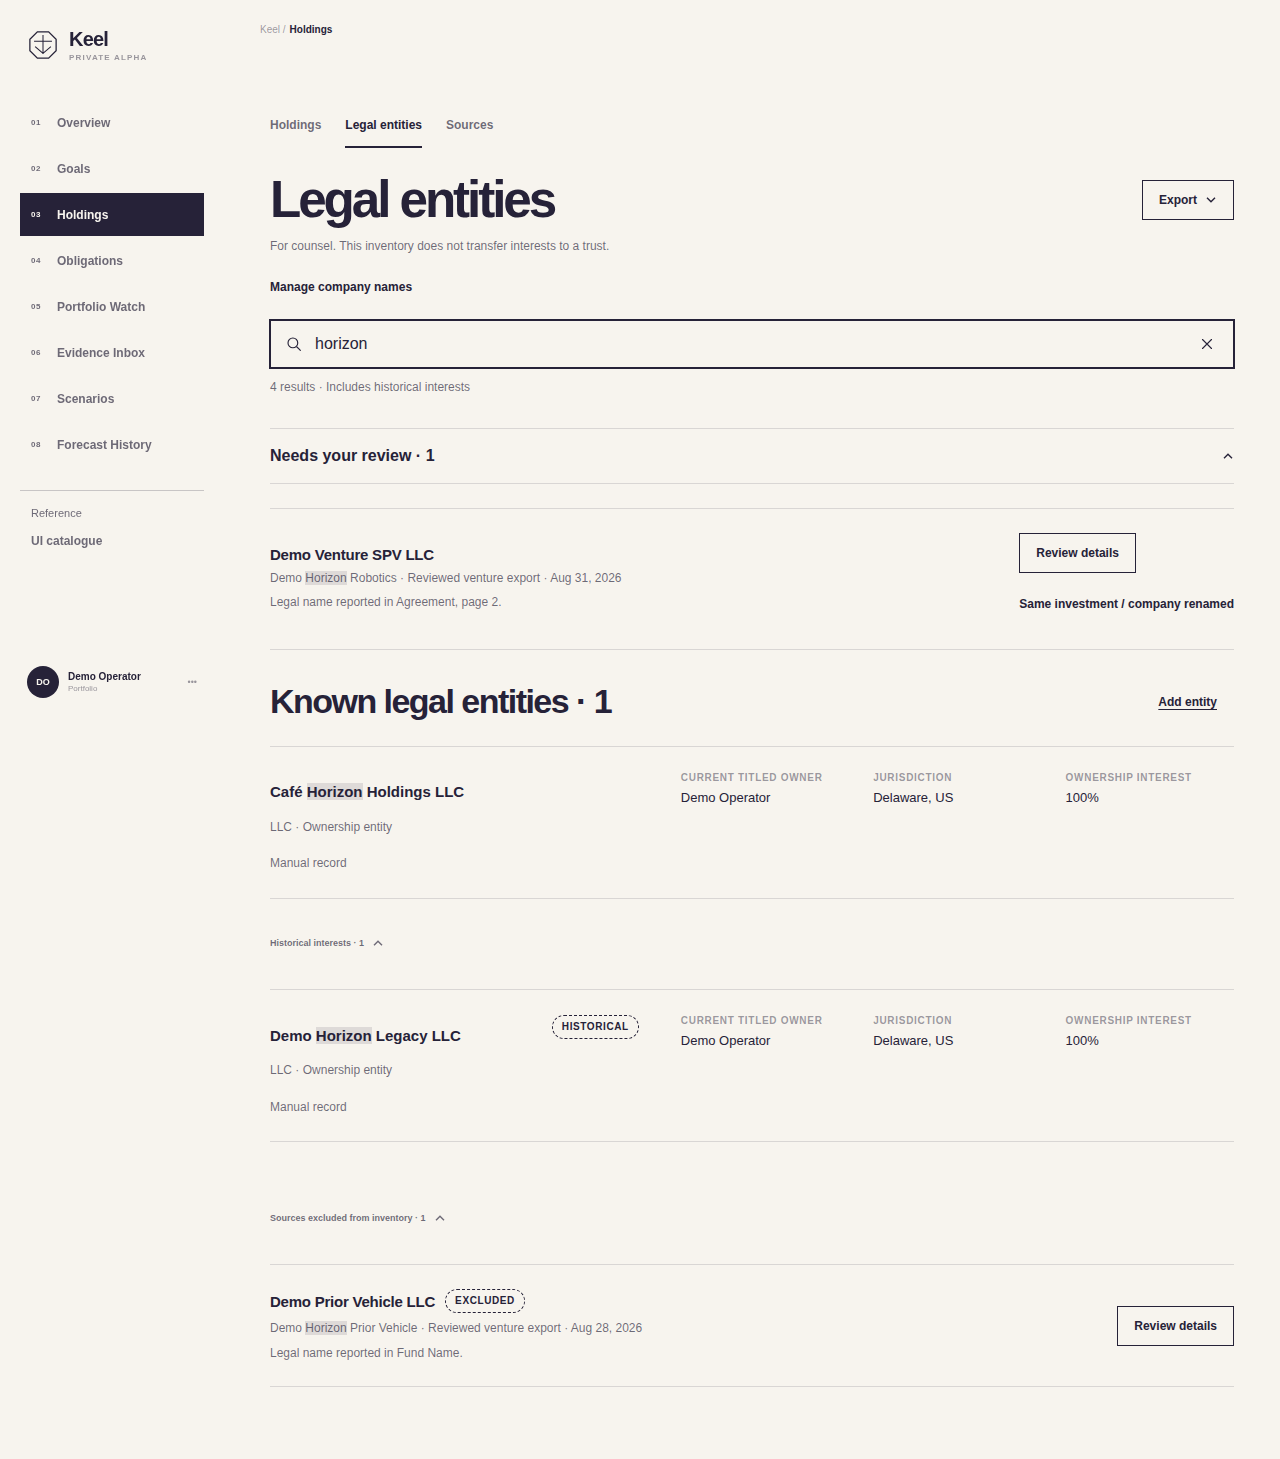 Keel
PRIVATE ALPHA
Keel / Holdings
01 Overview
02 Goals
03 Holdings
04 Obligations
05 Portfolio Watch
06 Evidence Inbox
07 Scenarios
08 Forecast History
Reference
UI catalogue
DO Demo Operator
Portfolio
Holdings Legal entities Sources
Legal entities
Export
For counsel. This inventory does not transfer interests to a trust.
Manage company names
horizon
4 results · Includes historical interests
Needs your review · 1
Demo Venture SPV LLC
Demo Horizon Robotics · Reviewed venture export · Aug 31, 2026
Legal name reported in Agreement, page 2.
Review details
Same investment / company renamed
Known legal entities · 1
Add entity
Café Horizon Holdings LLC
LLC · Ownership entity
Manual record
CURRENT TITLED OWNER
Demo Operator
JURISDICTION
Delaware, US
OWNERSHIP INTEREST
100%
Historical interests · 1
Demo Horizon Legacy LLC
HISTORICAL
LLC · Ownership entity
Manual record
CURRENT TITLED OWNER
Demo Operator
JURISDICTION
Delaware, US
OWNERSHIP INTEREST
100%
Sources excluded from inventory · 1
Demo Prior Vehicle LLC EXCLUDED
Demo Horizon Prior Vehicle · Reviewed venture export · Aug 28, 2026
Legal name reported in Fund Name.
Review details